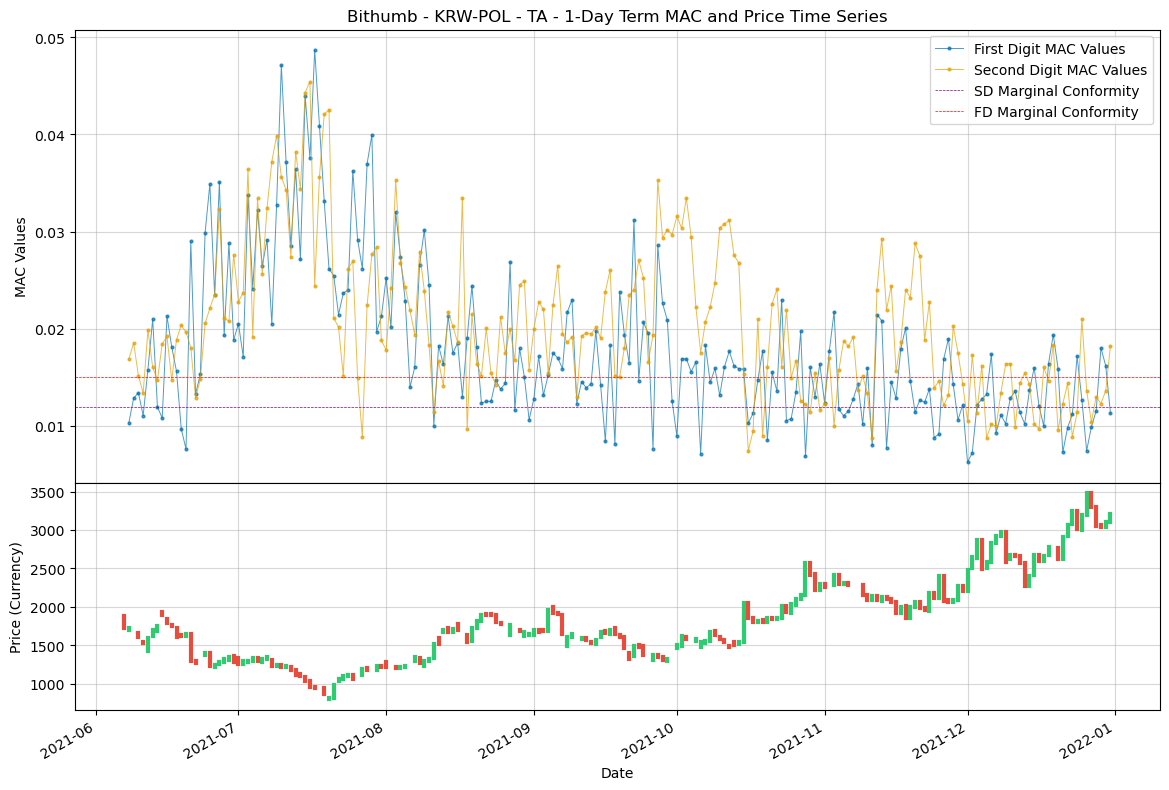 Bithumb - KRW-POL - TA - 1-Day Term MAC and Price Time Series
First Digit MAC Values
Second Digit MAC Values
SD Marginal Conformity
FD Marginal Conformity
MAC Values
0.05
0.04
0.03
0.02
0.01
Price (Currency)
3500
3000
2500
2000
1500
1000
2021-06
2021-07
2021-08
2021-09
2021-10
2021-11
2021-12
2022-01
Date